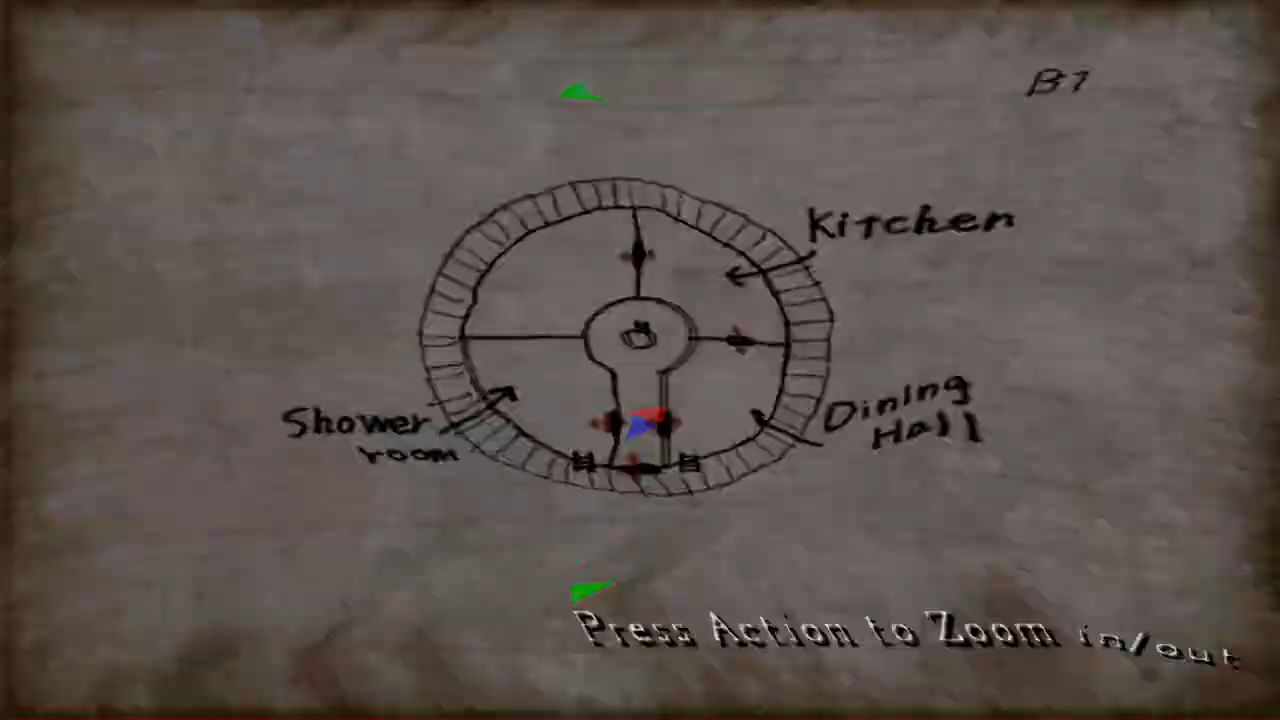 B1
Kitchen
Dining
Hall
Shower
room
Press Action to Zoom in/out